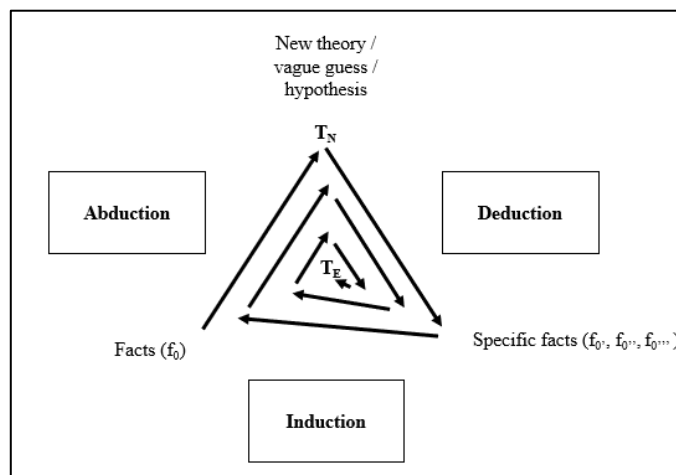 New theory /
vague guess /
hypothesis
T_N
Abduction
Deduction
T_E
Facts (f_0)
Specific facts (f_0', f_0'', f_0''')
Induction